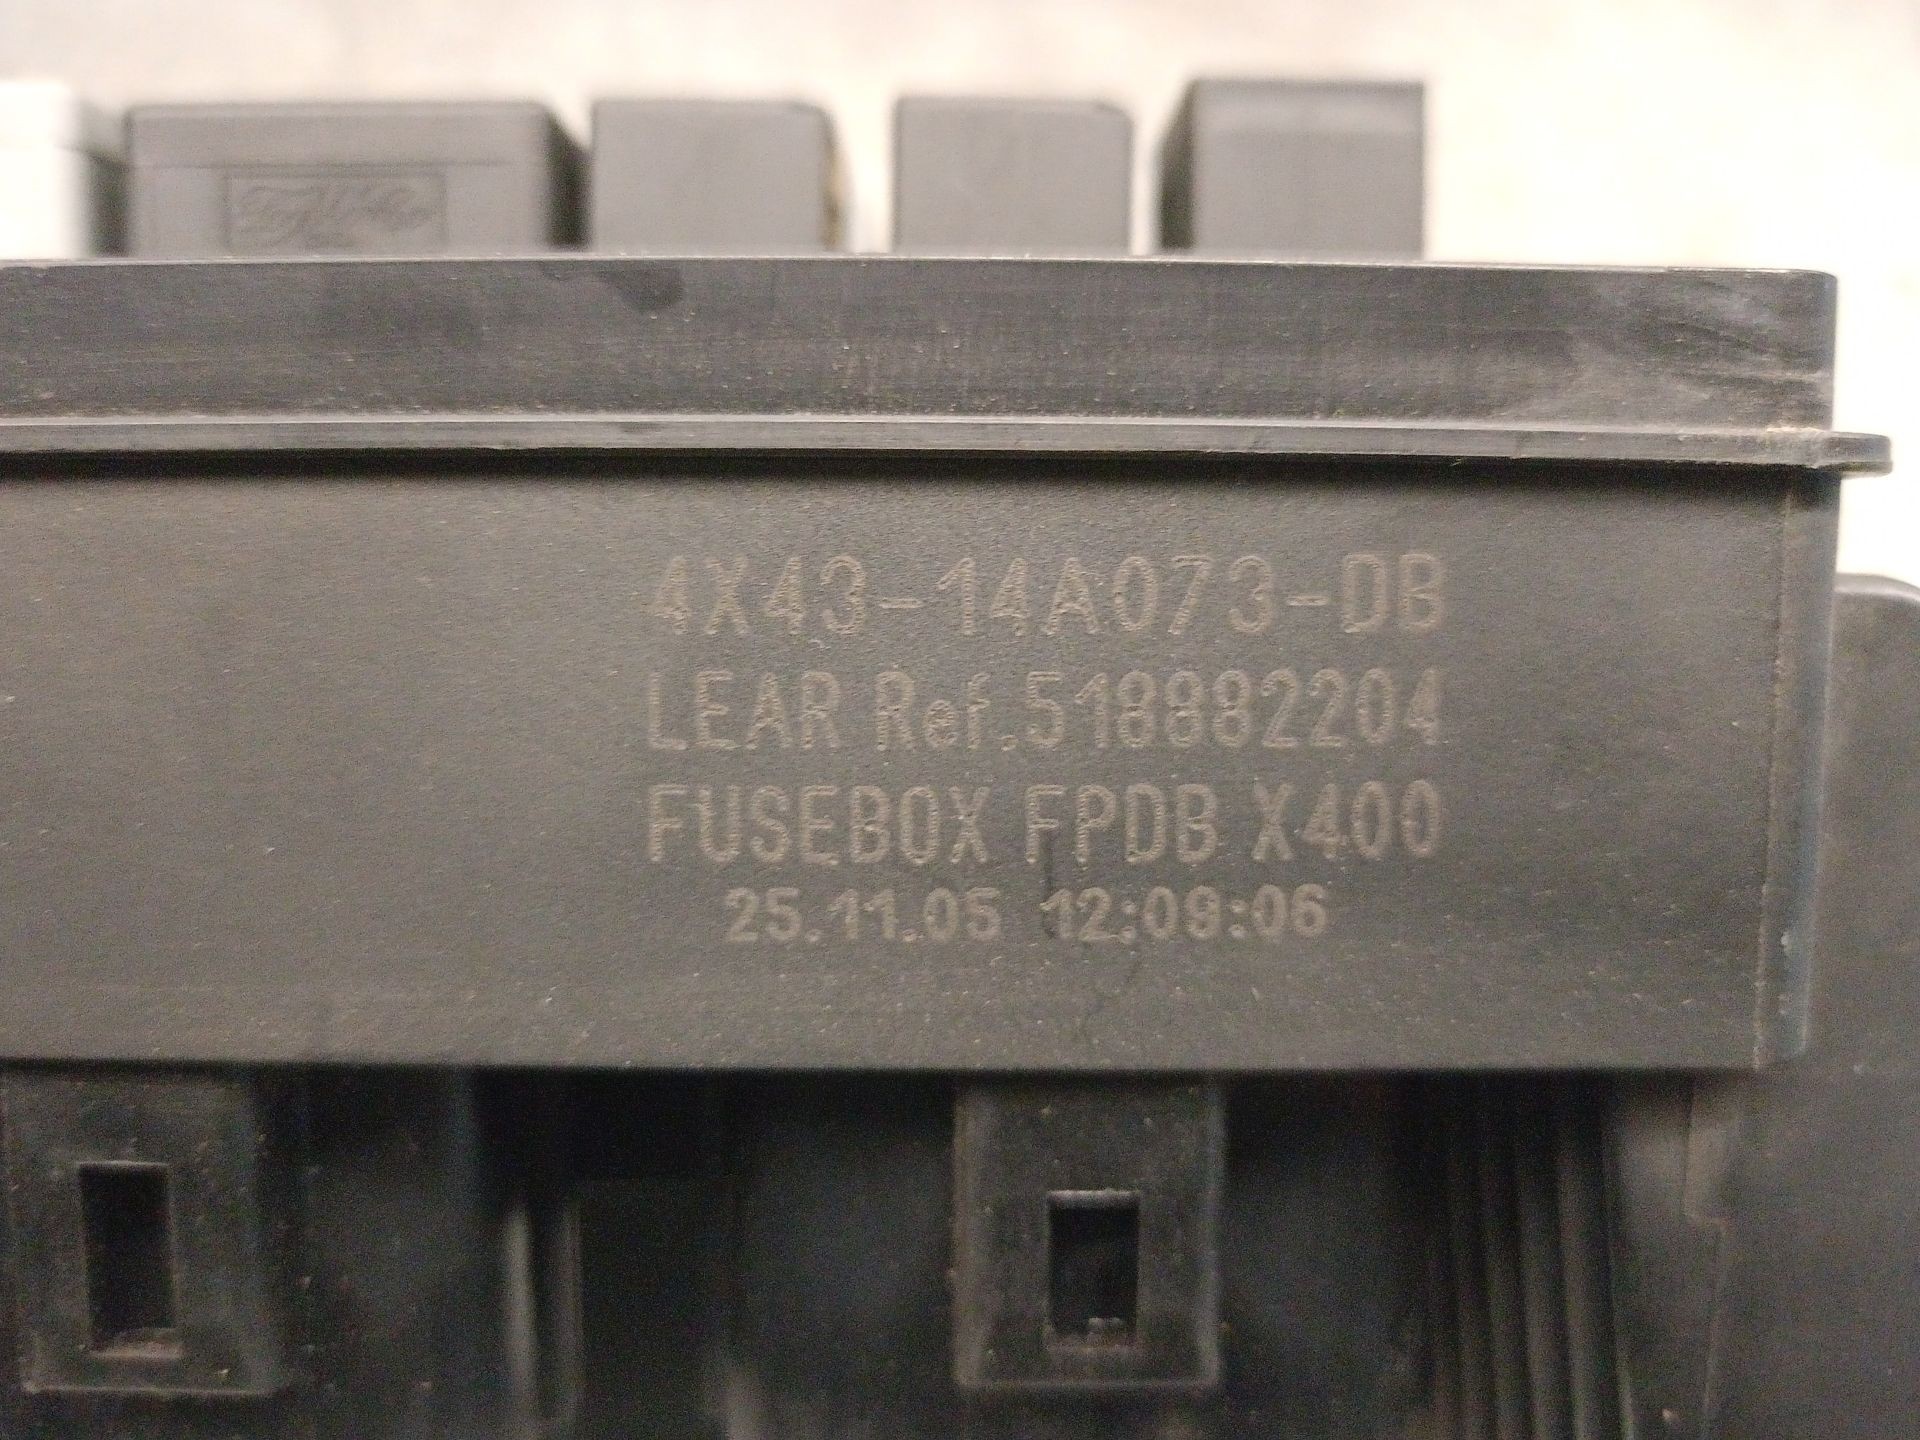 4X43-14A073-DB
LEAR Ref.518882204
FUSEBOX FPDB X400
25.11.05 12:09:06